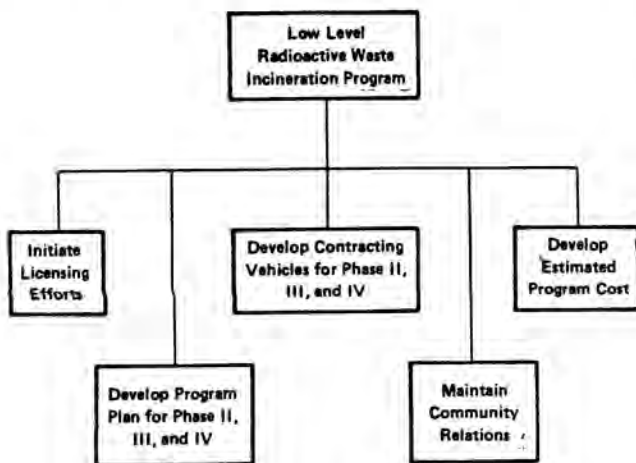 Low Level
Radioactive Waste
Incineration Program
Initiate
Licensing
Efforts
Develop Contracting
Vehicles for Phase II,
III, and IV
Develop
Estimated
Program Cost
Develop Program
Plan for Phase II,
III, and IV
Maintain
Community
Relations